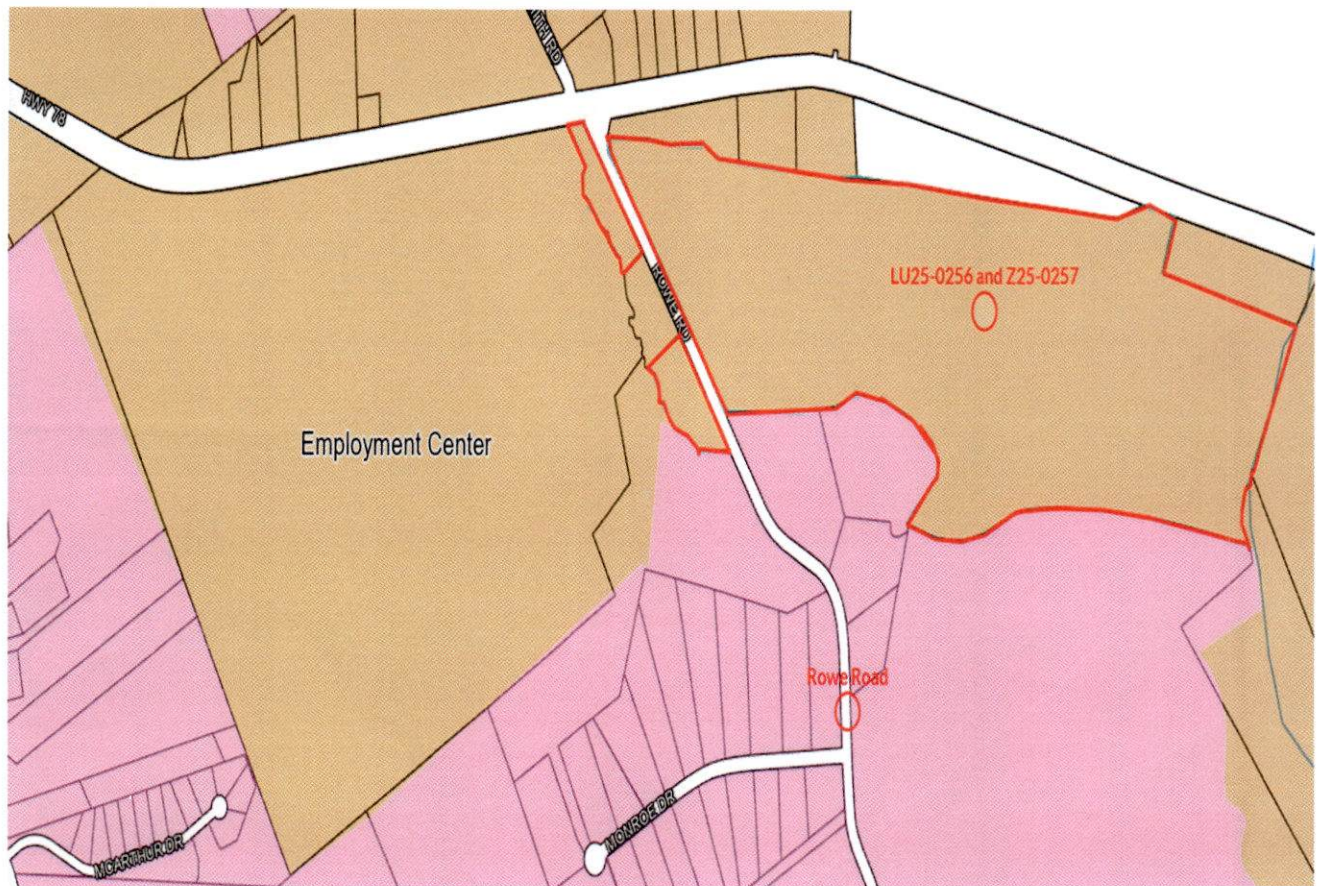 HWY 78
ROWE RD
LU25-0256 and Z25-0257
Employment Center
Rowe Road
MONROE DR
MCARTHUR DR